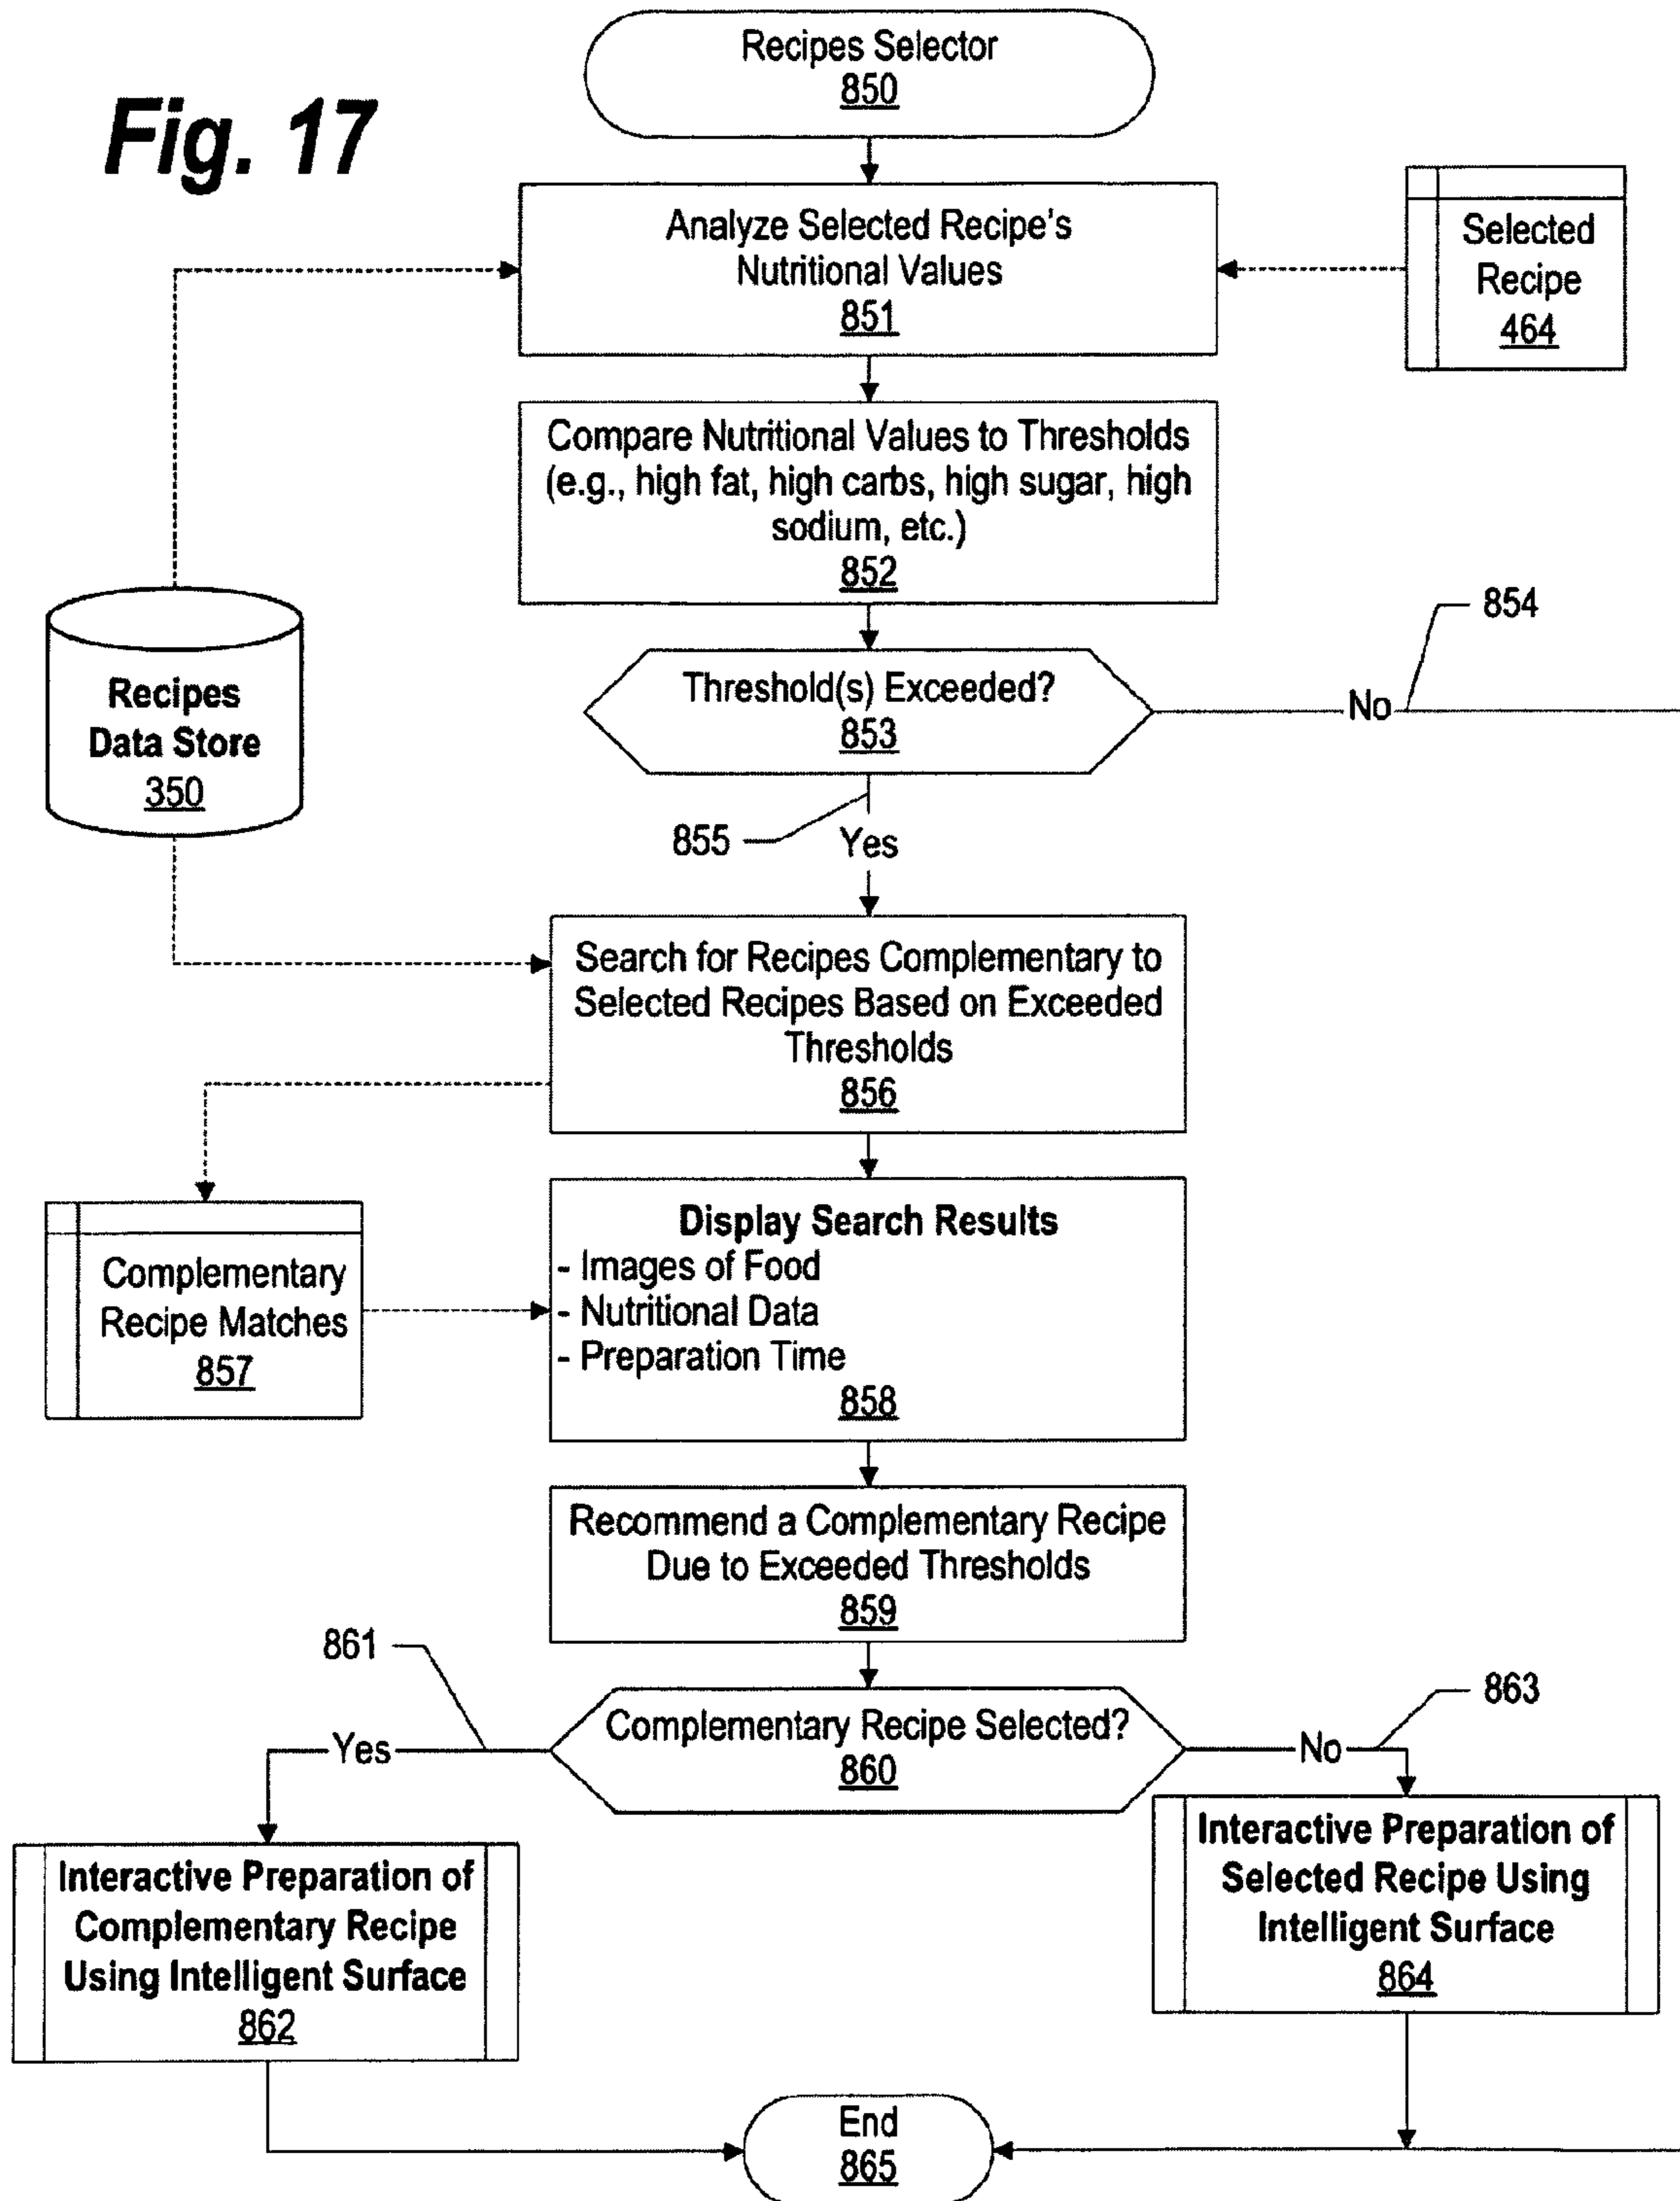 Fig. 17
Recipes Selector
850
Analyze Selected Recipe's
Nutritional Values
851
Selected
Recipe
464
Compare Nutritional Values to Thresholds
(e.g., high fat, high carbs, high sugar, high
sodium, etc.)
852
Recipes
Data Store
350
Threshold(s) Exceeded?
853
No
854
855
Yes
Search for Recipes Complementary to
Selected Recipes Based on Exceeded
Thresholds
856
Complementary
Recipe Matches
857
Display Search Results
- Images of Food
- Nutritional Data
- Preparation Time
858
Recommend a Complementary Recipe
Due to Exceeded Thresholds
859
Complementary Recipe Selected?
860
861
Yes
863
No
Interactive Preparation of
Complementary Recipe
Using Intelligent Surface
862
Interactive Preparation of
Selected Recipe Using
Intelligent Surface
864
End
865